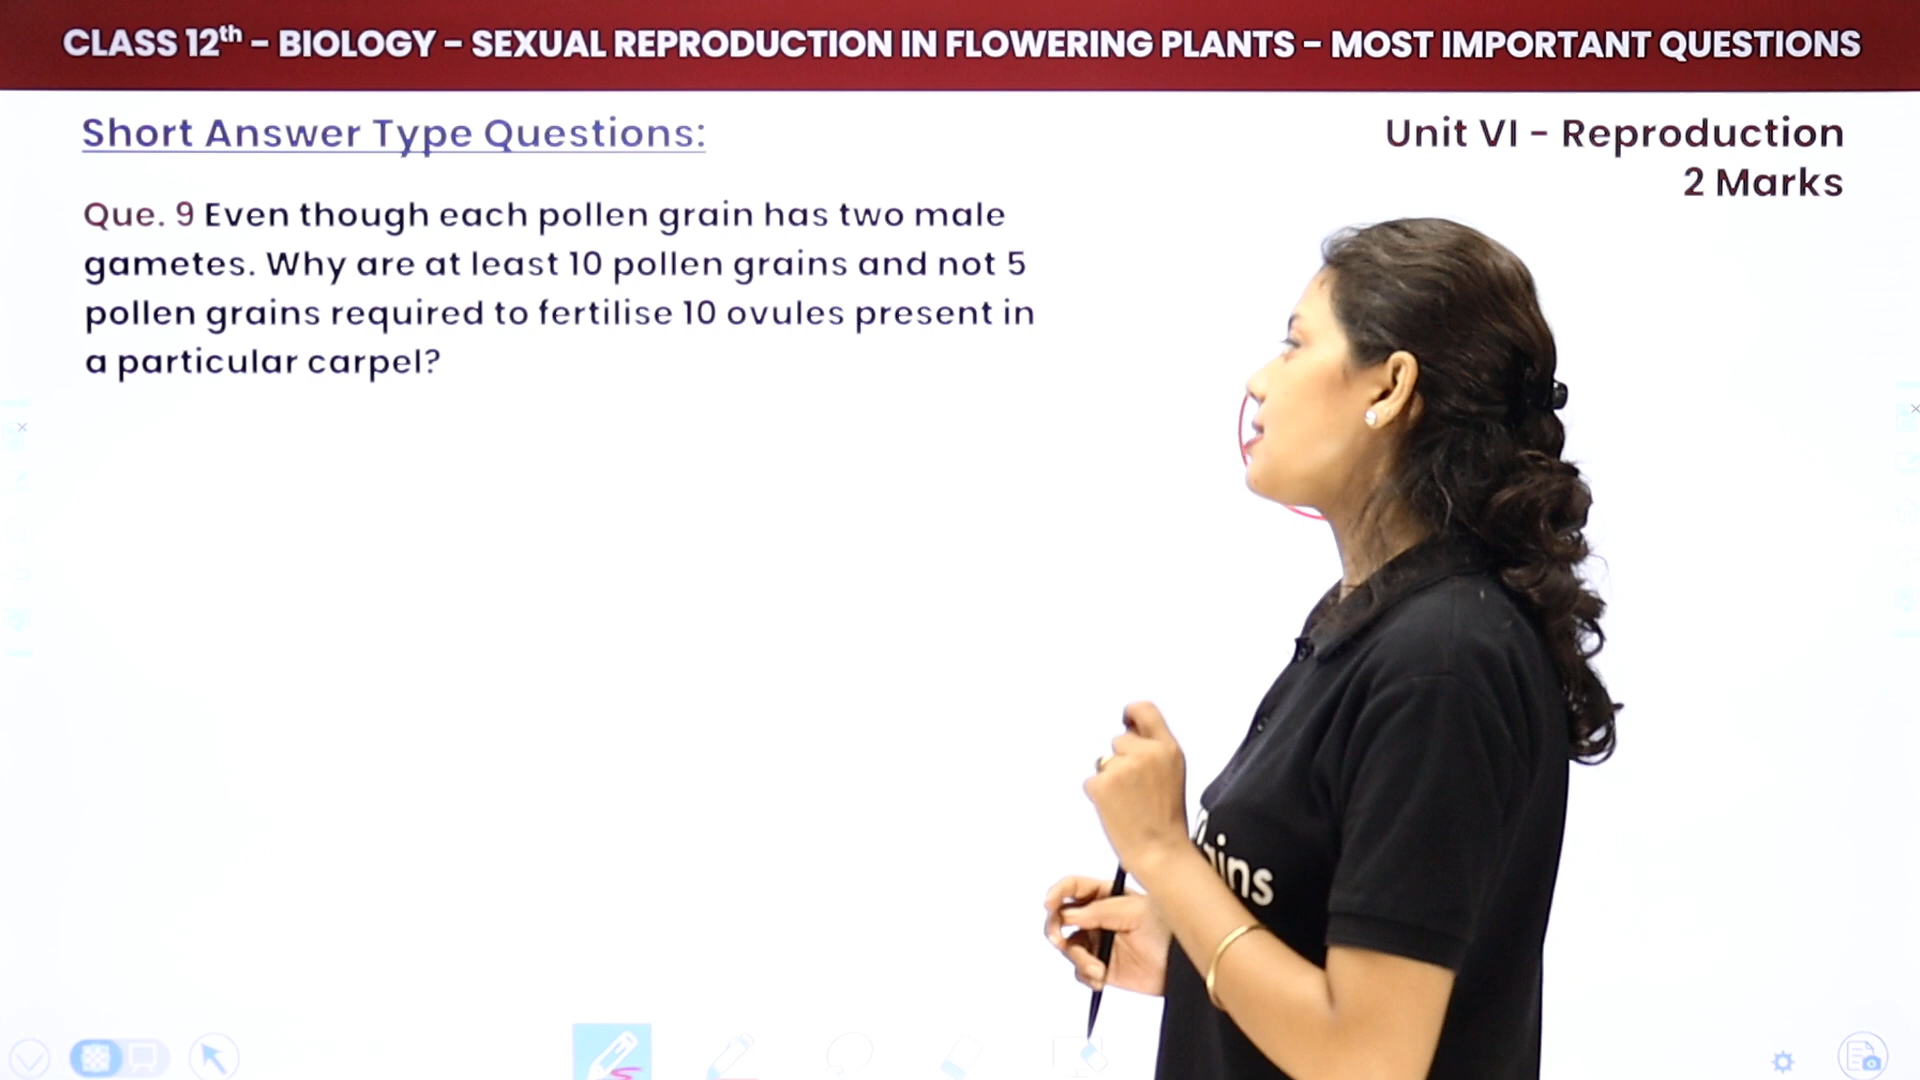 CLASS 12th - BIOLOGY - SEXUAL REPRODUCTION IN FLOWERING PLANTS - MOST IMPORTANT QUESTIONS
Short Answer Type Questions:
Unit VI - Reproduction
2 Marks
Que. 9 Even though each pollen grain has two male
gametes. Why are at least 10 pollen grains and not 5
pollen grains required to fertilise 10 ovules present in
a particular carpel?